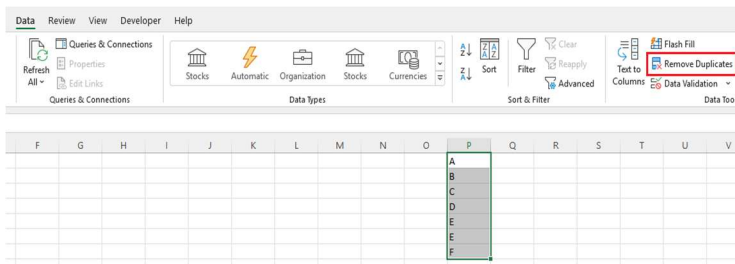 Data Review View Developer Help
Queries & Connections
Properties
Edit Links
Refresh
All
Queries & Connections
Stocks Automatic Organization Stocks Currencies
Data Types
Sort
Filter
Clear
Reapply
Advanced
Sort & Filter
Text to
Columns
Flash Fill
Remove Duplicates
Data Validation
Data Too
F G H I J K L M N O P Q R S T U V
A
B
C
D
E
E
F